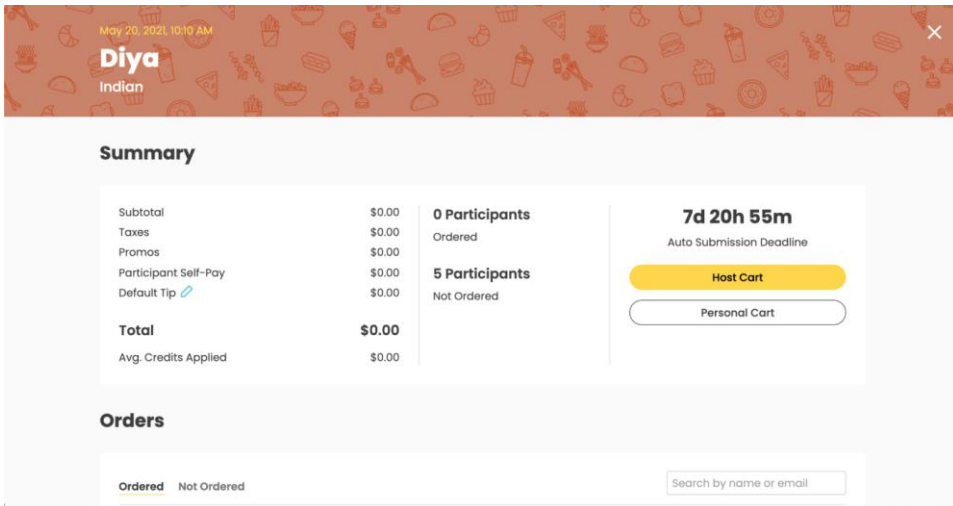 May 20, 2021, 10:10 AM
Diya
Indian
Summary
Subtotal $0.00
Taxes $0.00
Promos $0.00
Participant Self-Pay $0.00
Default Tip $0.00
Total $0.00
Avg. Credits Applied $0.00
0 Participants
Ordered
5 Participants
Not Ordered
7d 20h 55m
Auto Submission Deadline
Host Cart
Personal Cart
Orders
Ordered Not Ordered
Search by name or email